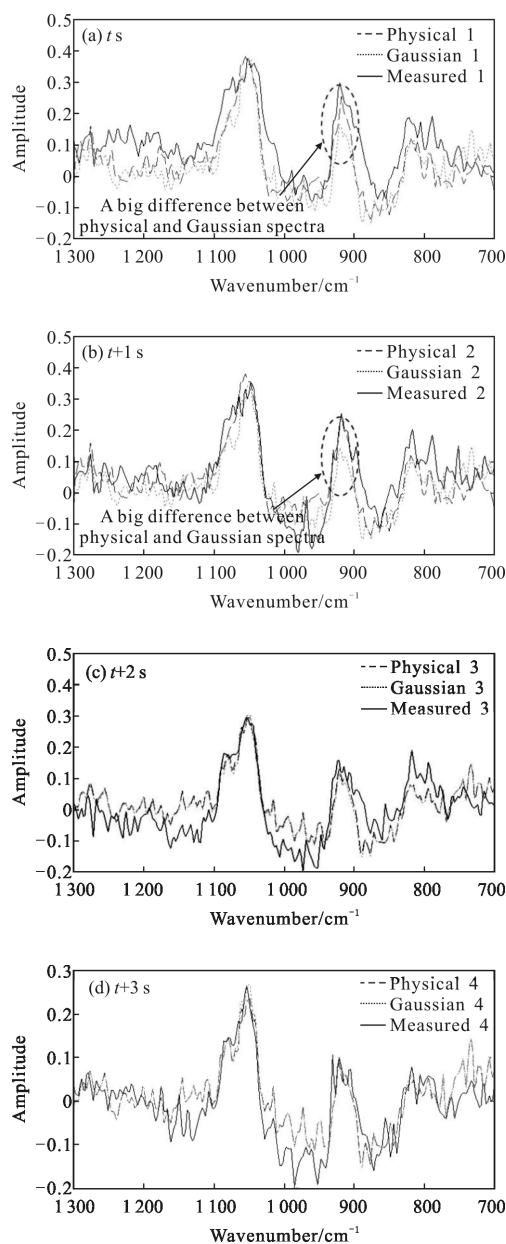 (a) t s
Physical 1
Gaussian 1
Measured 1
0.5
0.4
0.3
0.2
0.1
0
−0.1
0.2
Amplitude
A big difference between
physical and Gaussian spectra
1 300
1 200
1 100
1 000
900
800
700
Wavenumber/cm⁻¹
(b) t+1 s
Physical 2
Gaussian 2
Measured 2
0.5
0.4
0.3
0.2
0.1
0
−0.1
−0.2
Amplitude
A big difference between
physical and Gaussian spectra
1 300
1 200
1 100
1 000
900
800
700
Wavenumber/cm⁻¹
(c) t+2 s
Physical 3
Gaussian 3
Measured 3
0.5
0.4
0.3
0.2
0.1
0
−0.1
−0.2
Amplitude
1 300
1 200
1 100
1 000
900
800
700
Wavenumber/cm⁻¹
(d) t+3 s
Physical 4
Gaussian 4
Measured 4
0.3
0.2
0.1
0
−0.1
−0.2
Amplitude
1 300
1 200
1 100
1 000
900
800
700
Wavenumber/cm⁻¹